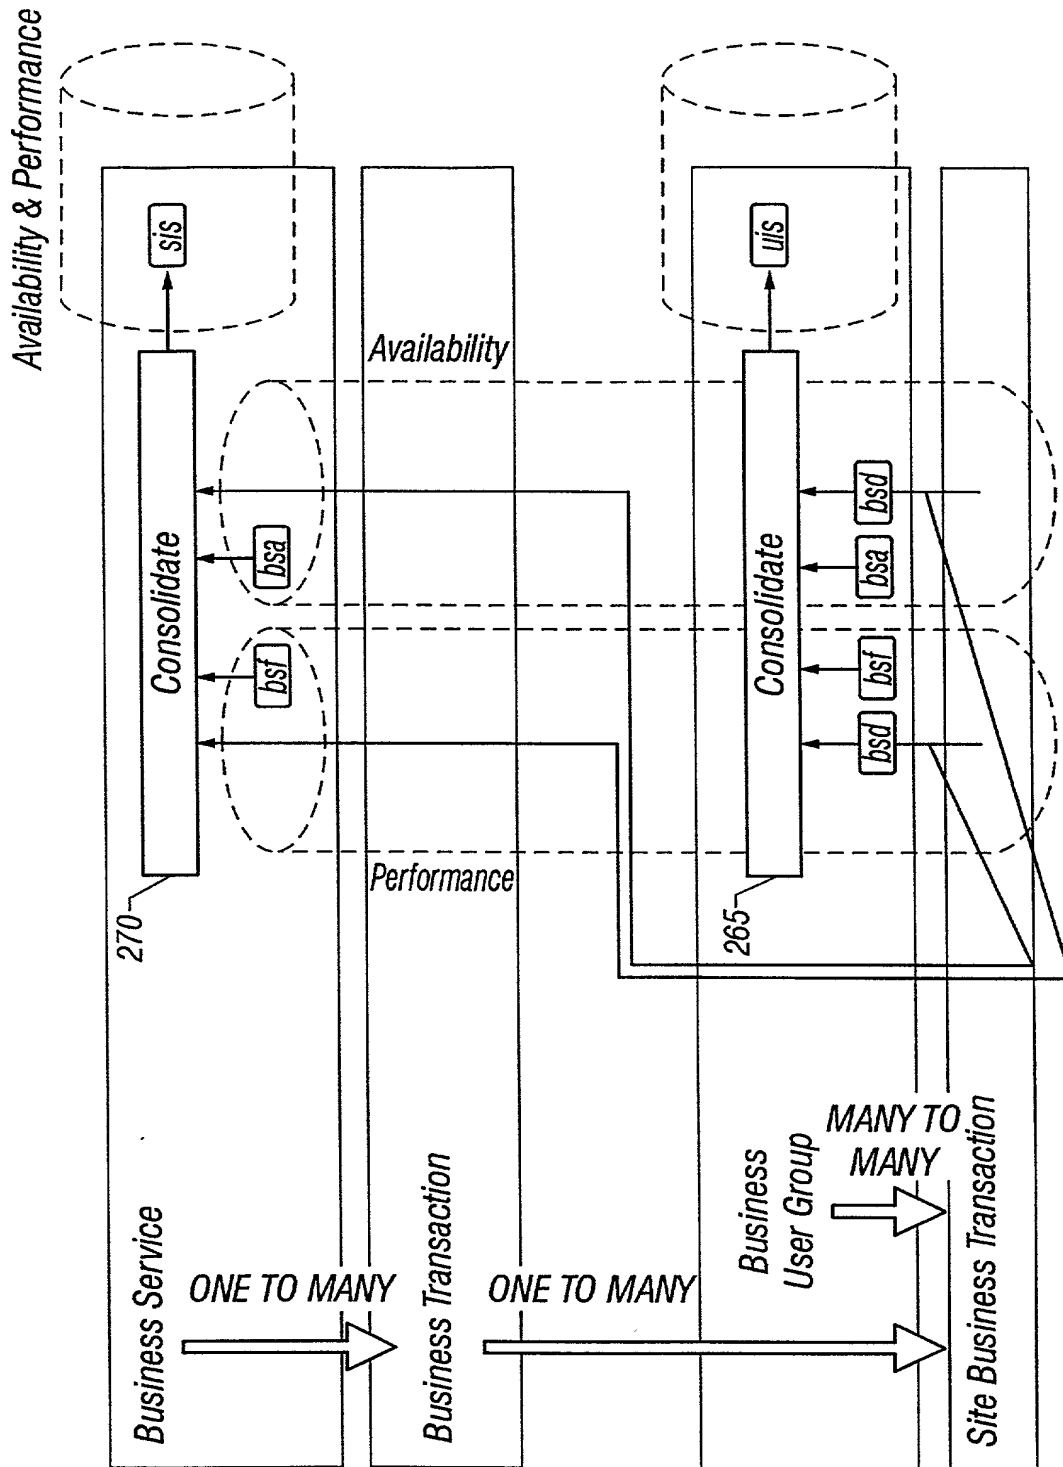 Availability & Performance
Business Service
270
Consolidate
sis
bsf
bsa
ONE TO MANY
Business Transaction
Performance
Availability
ONE TO MANY
Business
User Group
265
Consolidate
uis
MANY TO
MANY
bsd
bsf
bsa
bsd
Site Business Transaction